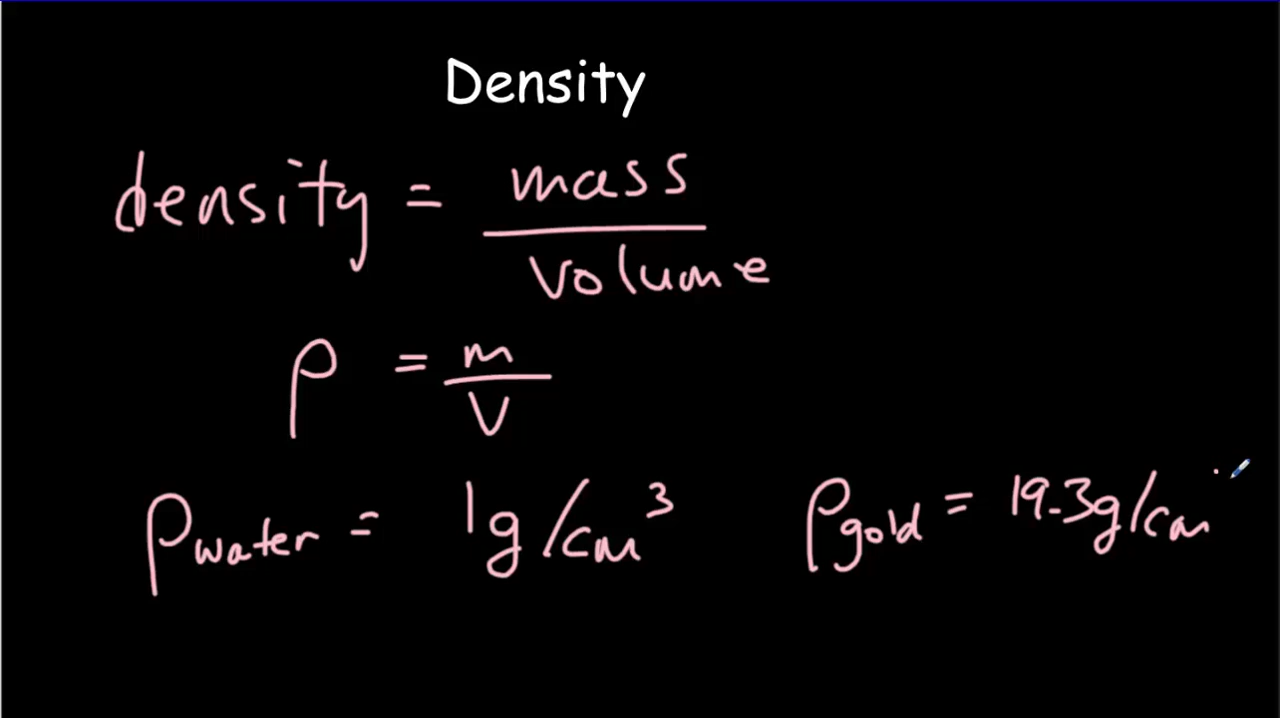 Density
density = mass / volume
ρ = m / V
ρwater = 1g/cm³ ρgold = 19.3g/cm